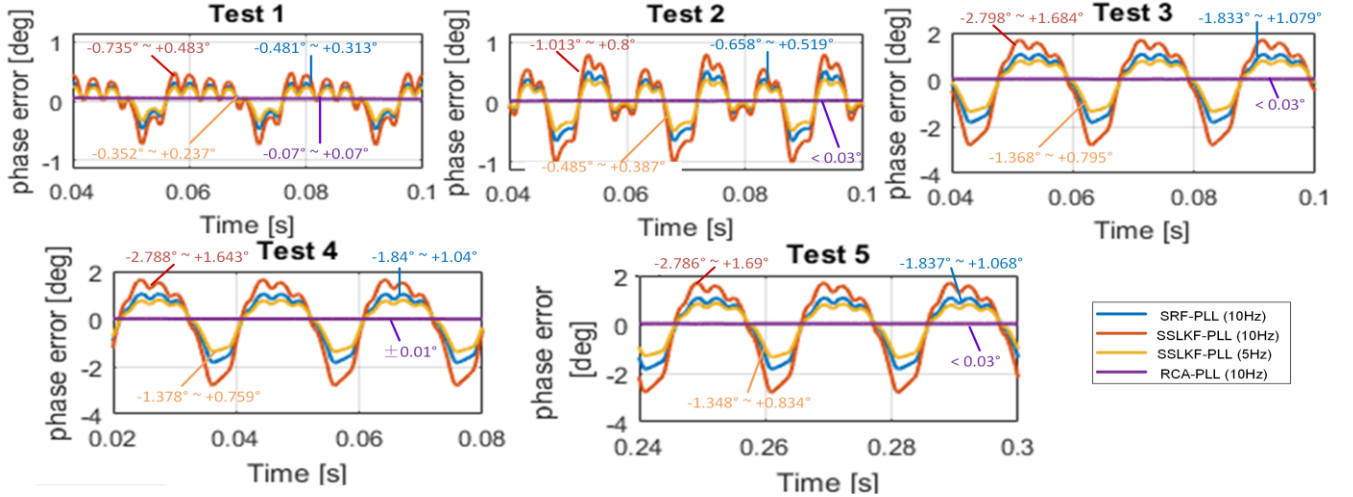 Test 1
phase error [deg]
1
0
-1
-0.735° ~ +0.483°
-0.481° ~ +0.313°
-0.352° ~ +0.237°
-0.07° ~ +0.07°
0.04
0.06
0.08
0.1
Time [s]
Test 2
phase error [deg]
1
0
-1
-1.013° ~ +0.8°
-0.658° ~ +0.519°
-0.485° ~ +0.387°
< 0.03°
0.04
0.06
0.08
0.1
Time [s]
Test 3
phase error [deg]
2
0
-2
-4
-2.798° ~ +1.684°
-1.833° ~ +1.079°
< 0.03°
-1.368° ~ +0.795°
0.04
0.06
0.08
0.1
Time [s]
Test 4
phase error [deg]
2
0
-2
-4
-2.788° ~ +1.643°
-1.84° ~ +1.04°
±0.01°
-1.378° ~ +0.759°
0.02
0.04
0.06
0.08
Time [s]
Test 5
phase error
[deg]
2
0
-2
-4
-2.786° ~ +1.69°
-1.837° ~ +1.068°
< 0.03°
-1.348° ~ +0.834°
0.24
0.26
0.28
0.3
Time [s]
SRF-PLL (10Hz)
SSLKF-PLL (10Hz)
SSLKF-PLL (5Hz)
RCA-PLL (10Hz)